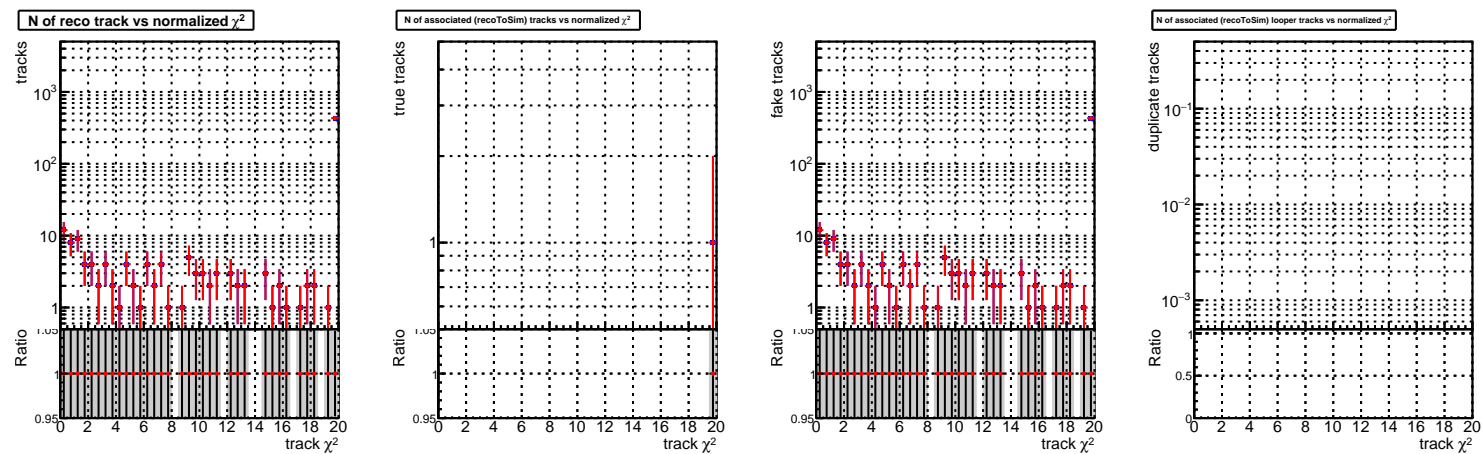 N of reco track vs normalized χ²
tracks
10³
10²
10
1
Ratio
1.05
1
0.95
0 2 4 6 8 10 12 14 16 18 20
track χ²
N of associated (recoToSim) tracks vs normalized χ²
true tracks
1
Ratio
1.05
1
0.95
0 2 4 6 8 10 12 14 16 18 20
track χ²
fake tracks
10³
10²
10
1
Ratio
1.05
1
0.95
0 2 4 6 8 10 12 14 16 18 20
track χ²
N of associated (recoToSim) looper tracks vs normalized χ²
duplicate tracks
10⁻¹
10⁻²
10⁻³
Ratio
1
0.5
0
0 2 4 6 8 10 12 14 16 18 20
track χ²